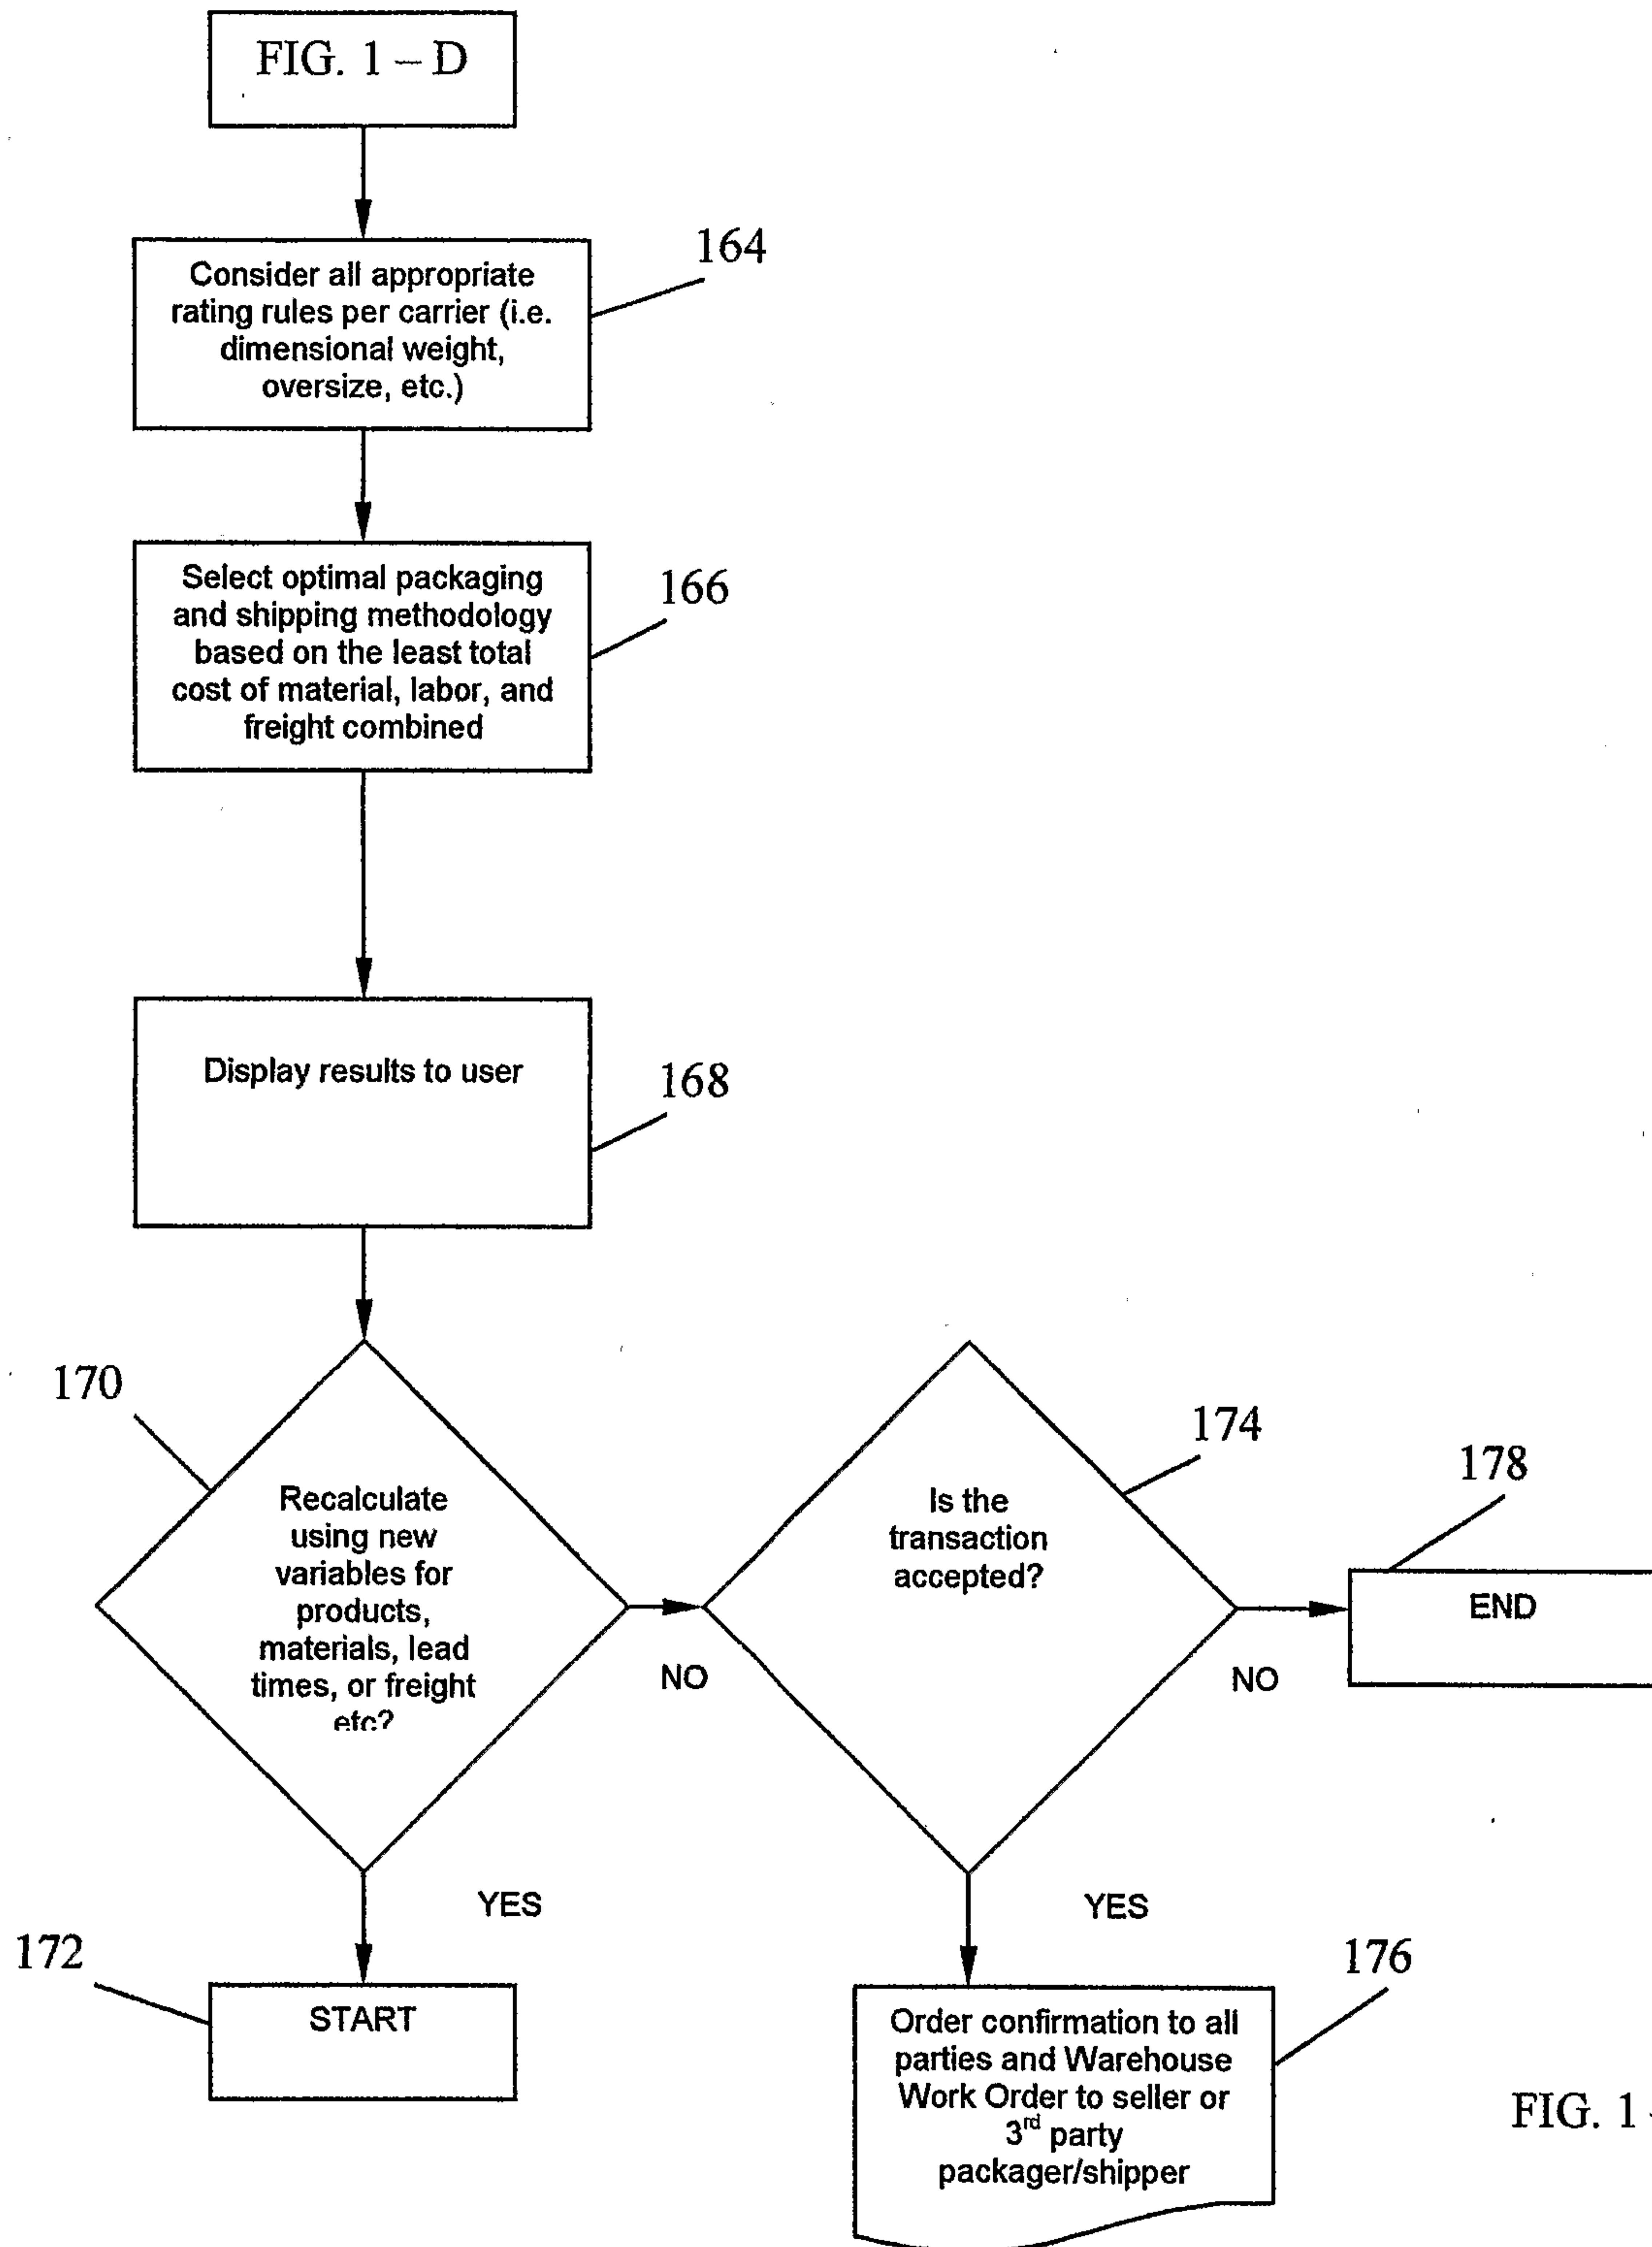 FIG. 1 – D
164
Consider all appropriate
rating rules per carrier (i.e.
dimensional weight,
oversize, etc.)
166
Select optimal packaging
and shipping methodology
based on the least total
cost of material, labor, and
freight combined
Display results to user
168
170
Recalculate
using new
variables for
products,
materials, lead
times, or freight
etc?
NO
YES
174
Is the
transaction
accepted?
NO
YES
178
END
172
START
176
Order confirmation to all
parties and Warehouse
Work Order to seller or
3rd party
packager/shipper
FIG. 1